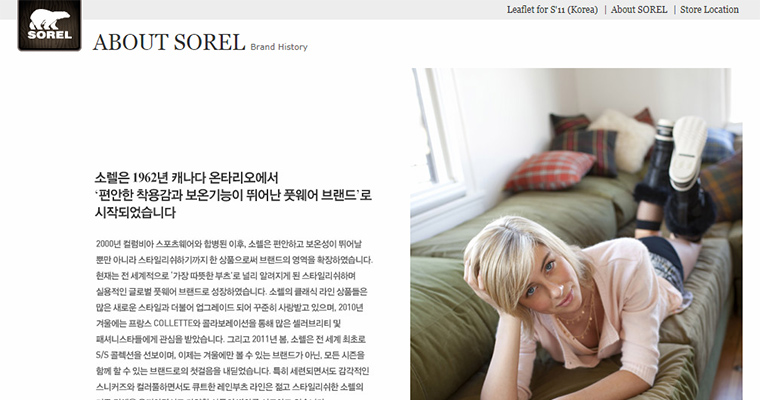 Leaflet for S'11 (Korea) | About SOREL | Store Location
SOREL
ABOUT SOREL Brand History
소렐은 1962년 캐나다 온타리오에서
‘편안한 착용감과 보온기능이 뛰어난 풋웨어 브랜드’로
시작되었습니다
2000년 컬럼비아 스포츠웨어와 합병된 이후, 소렐은 편안하고 보온성이 뛰어날
뿐만 아니라 스타일리쉬하기까지 한 상품으로써 브랜드의 영역을 확장하였습니다.
현재는 전 세계적으로 ‘가장 따뜻한 부츠’로 널리 알려지게 된 스타일리쉬하며
실용적인 글로벌 풋웨어 브랜드로 성장하였습니다. 소렐의 클래식 라인 상품들은
많은 새로운 스타일과 더불어 업그레이드 되어 꾸준히 사랑받고 있으며, 2010년
겨울에는 프랑스 COLLETTE와 콜라보레이션을 통해 많은 셀러브리티 및
패셔니스타들에게 관심을 받았습니다. 그리고 2011년 봄, 소렐은 전 세계 최초로
S/S 콜렉션을 선보이며, 이제는 겨울에만 볼 수 있는 브랜드가 아닌, 모든 시즌을
함께 할 수 있는 브랜드로의 첫걸음을 내딛었습니다. 특히 세련되면서도 감각적인
스니커즈와 컬러풀하면서도 큐트한 레인부츠 라인은 젊고 스타일리쉬한 소렐의